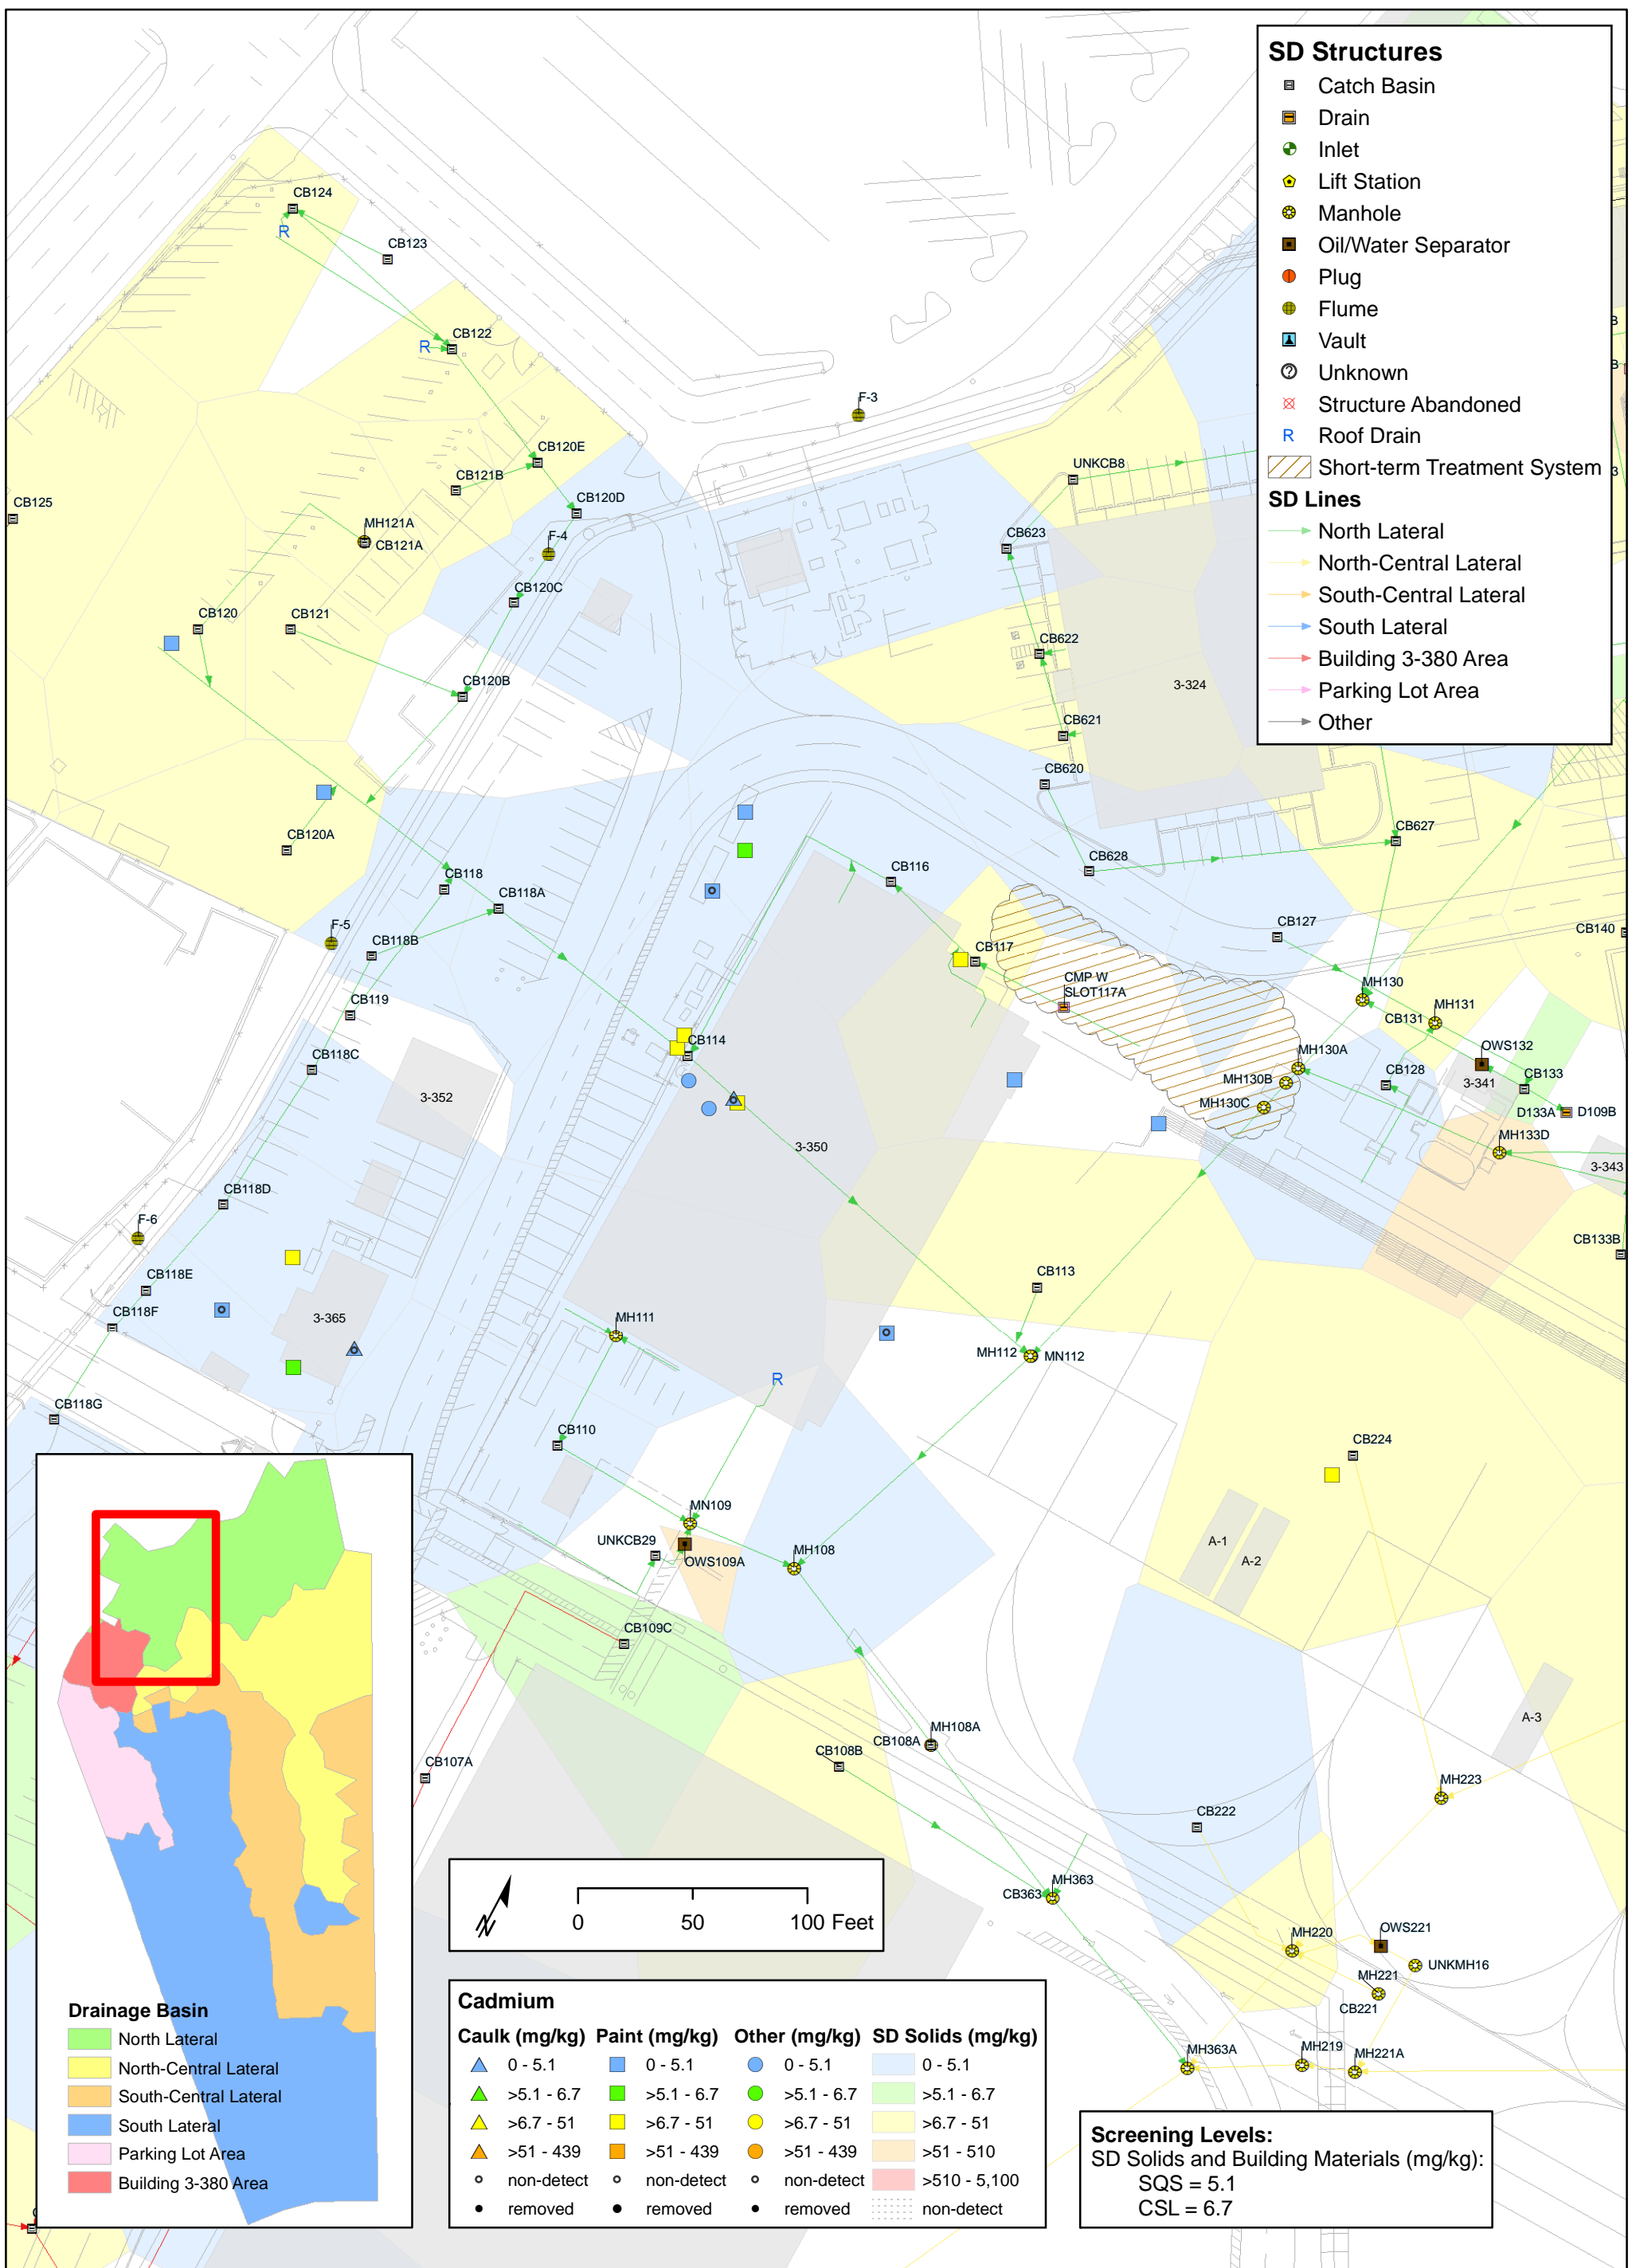 SD Structures
Catch Basin
Drain
Inlet
Lift Station
Manhole
Oil/Water Separator
Plug
Flume
Vault
Unknown
Structure Abandoned
R Roof Drain
Short-term Treatment System
SD Lines
North Lateral
North-Central Lateral
South-Central Lateral
South Lateral
Building 3-380 Area
Parking Lot Area
Other
CB124
R
CB123
CB122
R
F-3
CB120E
CB121B
UNKCB8
CB125
CB120D
MH121A
CB121A
F-4
CB623
CB120C
CB120
CB121
CB622
CB120B
3-324
CB621
CB620
CB120A
CB627
CB628
CB116
CB118
CB118A
F-5
CB118B
CB117
CB127
CB140
CMP W
SLOT117A
CB119
MH130
MH131
CB131
CB114
OWS132
MH130A
CB118C
MH130B
CB128
3-341
CB133
3-352
MH130C
D133A
D109B
3-350
MH133D
3-343
CB118D
F-6
CB133B
CB118E
CB113
CB118F
3-365
MH111
MH112
MN112
R
CB118G
CB110
CB224
MN109
UNKCB29
OWS109A
MH108
A-1
A-2
CB109C
A-3
MH108A
CB108A
CB108B
CB107A
MH223
CB222
MH363
CB363
MH220
OWS221
UNKMH16
MH221
CB221
MH363A
MH219
MH221A
0 50 100 Feet
Drainage Basin
North Lateral
North-Central Lateral
South-Central Lateral
South Lateral
Parking Lot Area
Building 3-380 Area
Cadmium
Caulk (mg/kg) Paint (mg/kg) Other (mg/kg) SD Solids (mg/kg)
0 - 5.1 0 - 5.1 0 - 5.1 0 - 5.1
>5.1 - 6.7 >5.1 - 6.7 >5.1 - 6.7 >5.1 - 6.7
>6.7 - 51 >6.7 - 51 >6.7 - 51 >6.7 - 51
>51 - 439 >51 - 439 >51 - 439 >51 - 510
non-detect non-detect non-detect >510 - 5,100
removed removed removed non-detect
Screening Levels:
SD Solids and Building Materials (mg/kg):
SQS = 5.1
CSL = 6.7